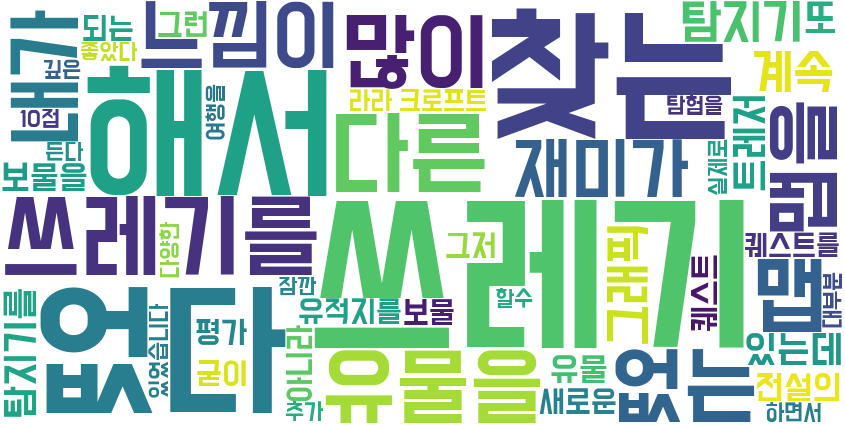 내가
되는
그런
좋았다
깊은
10점
느낌이
많이
찾는
탐지기
또
계속
해서
여행을
라라 크로프트
다른
재미가
탐험을
실제로
트레저
맵을
든다
보물을
쓰레기를
다양한
쓰레기
그저
그래픽
퀘스트
퀘스트를
맵
대부분
탐지기를
없다
있었습니다
평가
굳이
잠깐
유적지를
보물
할수
아니라
추가
유물을
유물
새로운
없는
있는데
전설의
하면서